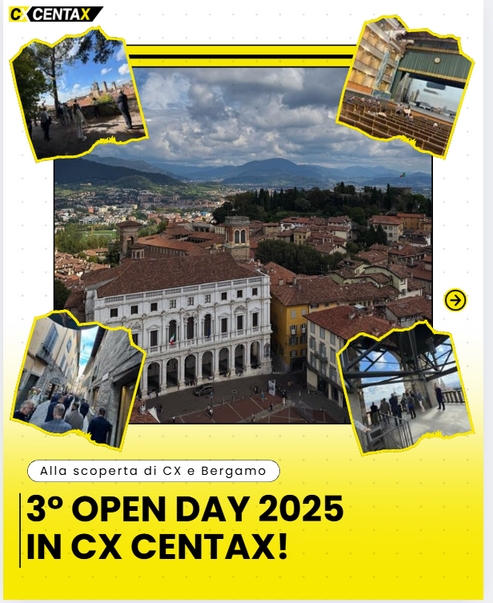 CX CENTAX
Alla scoperta di CX e Bergamo
3° OPEN DAY 2025
IN CX CENTAX!